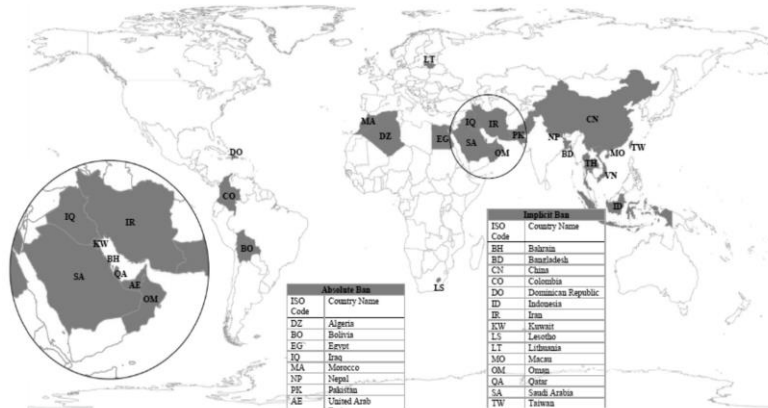 LT
MA
DZ
EG
IQ
IR
SA
OM
PK
CN
NP
BD
MO
TW
TH
VN
ID
DO
CO
BO
LS
IQ
IR
KW
BH
SA
QA
AE
OM
Absolute Ban
ISO Code Country Name
DZ Algeria
BO Bolivia
EG Egypt
IQ Iraq
MA Morocco
NP Nepal
PK Pakistan
AE United Arab
Implicit Ban
ISO Code Country Name
BH Bahrain
BD Bangladesh
CN China
CO Colombia
DO Dominican Republic
ID Indonesia
IR Iran
KW Kuwait
LS Lesotho
LT Lithuania
MO Macau
OM Oman
QA Qatar
SA Saudi Arabia
TW Taiwan